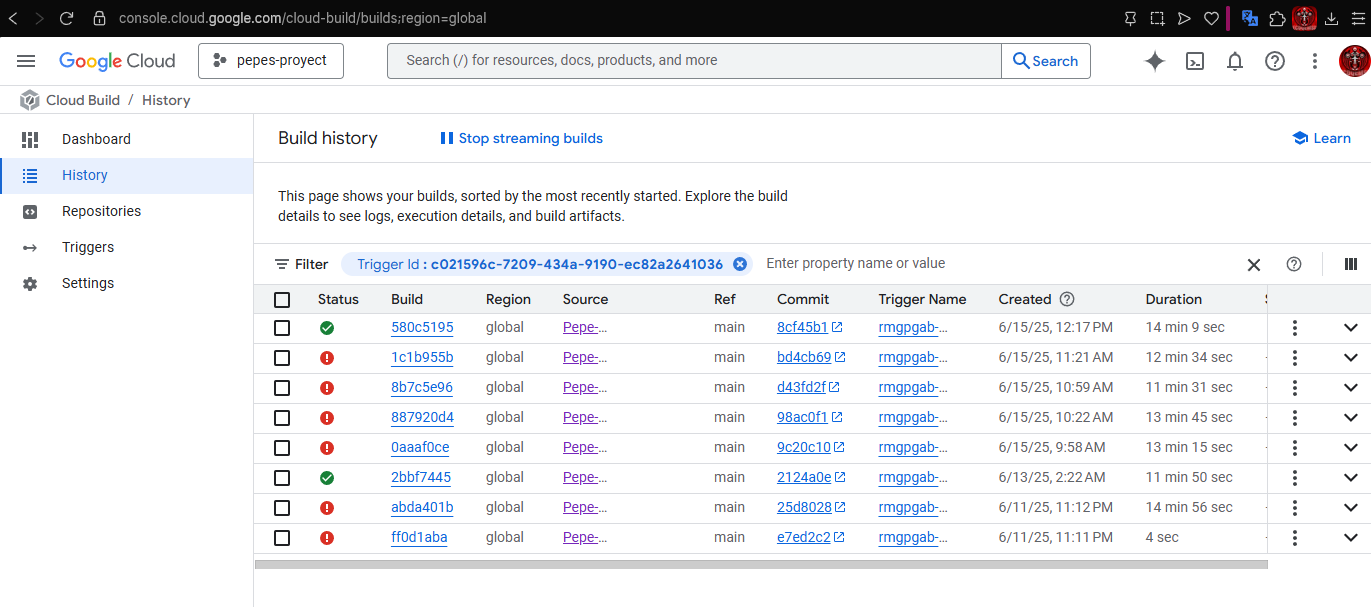 console.cloud.google.com/cloud-build/builds;region=global
Google Cloud
pepes-proyect
Search (/) for resources, docs, products, and more
Search
Cloud Build / History
Dashboard
History
Repositories
Triggers
Settings
Build history
Stop streaming builds
Learn
This page shows your builds, sorted by the most recently started. Explore the build
details to see logs, execution details, and build artifacts.
Filter
Trigger Id : c021596c-7209-434a-9190-ec82a2641036
Enter property name or value
Status Build Region Source Ref Commit Trigger Name Created Duration
580c5195 global Pepe-... main 8cf45b1 rmgpgab-... 6/15/25, 12:17 PM 14 min 9 sec
1c1b955b global Pepe-... main bd4cb69 rmgpgab-... 6/15/25, 11:21 AM 12 min 34 sec -
8b7c5e96 global Pepe-... main d43fd2f rmgpgab-... 6/15/25, 10:59 AM 11 min 31 sec -
887920d4 global Pepe-... main 98ac0f1 rmgpgab-... 6/15/25, 10:22 AM 13 min 45 sec -
0aaaf0ce global Pepe-... main 9c20c10 rmgpgab-... 6/15/25, 9:58 AM 13 min 15 sec -
2bbf7445 global Pepe-... main 2124a0e rmgpgab-... 6/13/25, 2:22 AM 11 min 50 sec -
abda401b global Pepe-... main 25d8028 rmgpgab-... 6/11/25, 11:12 PM 14 min 56 sec -
ff0d1aba global Pepe-... main e7ed2c2 rmgpgab-... 6/11/25, 11:11 PM 4 sec -